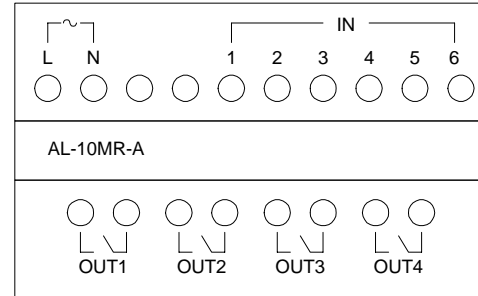 IN
L N 1 2 3 4 5 6
AL-10MR-A
OUT1 OUT2 OUT3 OUT4